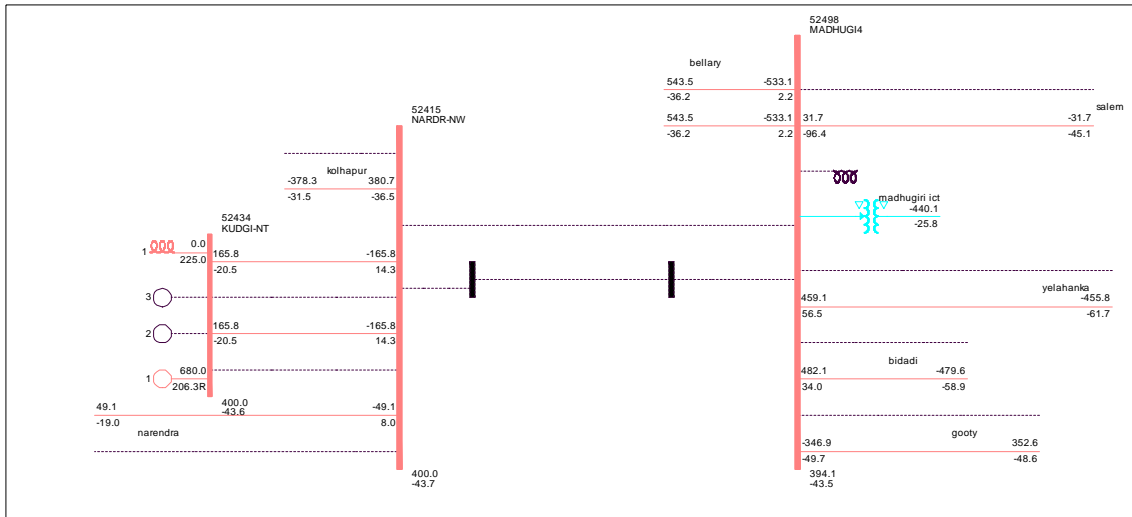 52498
MADHUGI4
bellary
543.5 -533.1
-36.2 2.2
salem
543.5 -533.1 31.7 -31.7
-36.2 2.2 -96.4 -45.1
52415
NARDR-NW
kolhapur
-378.3 380.7
-31.5 -36.5
madhugiri ict
-440.1
-25.8
52434
KUDGI-NT
1 0.0
225.0
165.8 -165.8
-20.5 14.3
3
2
165.8 -165.8
-20.5 14.3
1 680.0
206.3R
400.0
-43.6
49.1 -49.1
-19.0 8.0
narendra
400.0
-43.7
yelahanka
459.1 -455.8
56.5 -61.7
bidadi
482.1 -479.6
34.0 -58.9
gooty
-346.9 352.6
-49.7 -48.6
394.1
-43.5